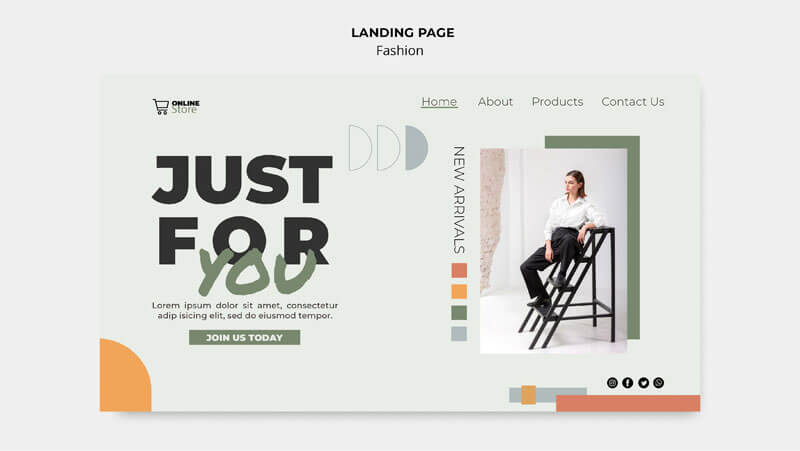 LANDING PAGE
Fashion
ONLINE
Store
Home About Products Contact Us
JUST
FOR
YOU
Lorem ipsum dolor sit amet, consectetur
adip isicing elit, sed do eiusmod tempor.
JOIN US TODAY
NEW ARRIVALS